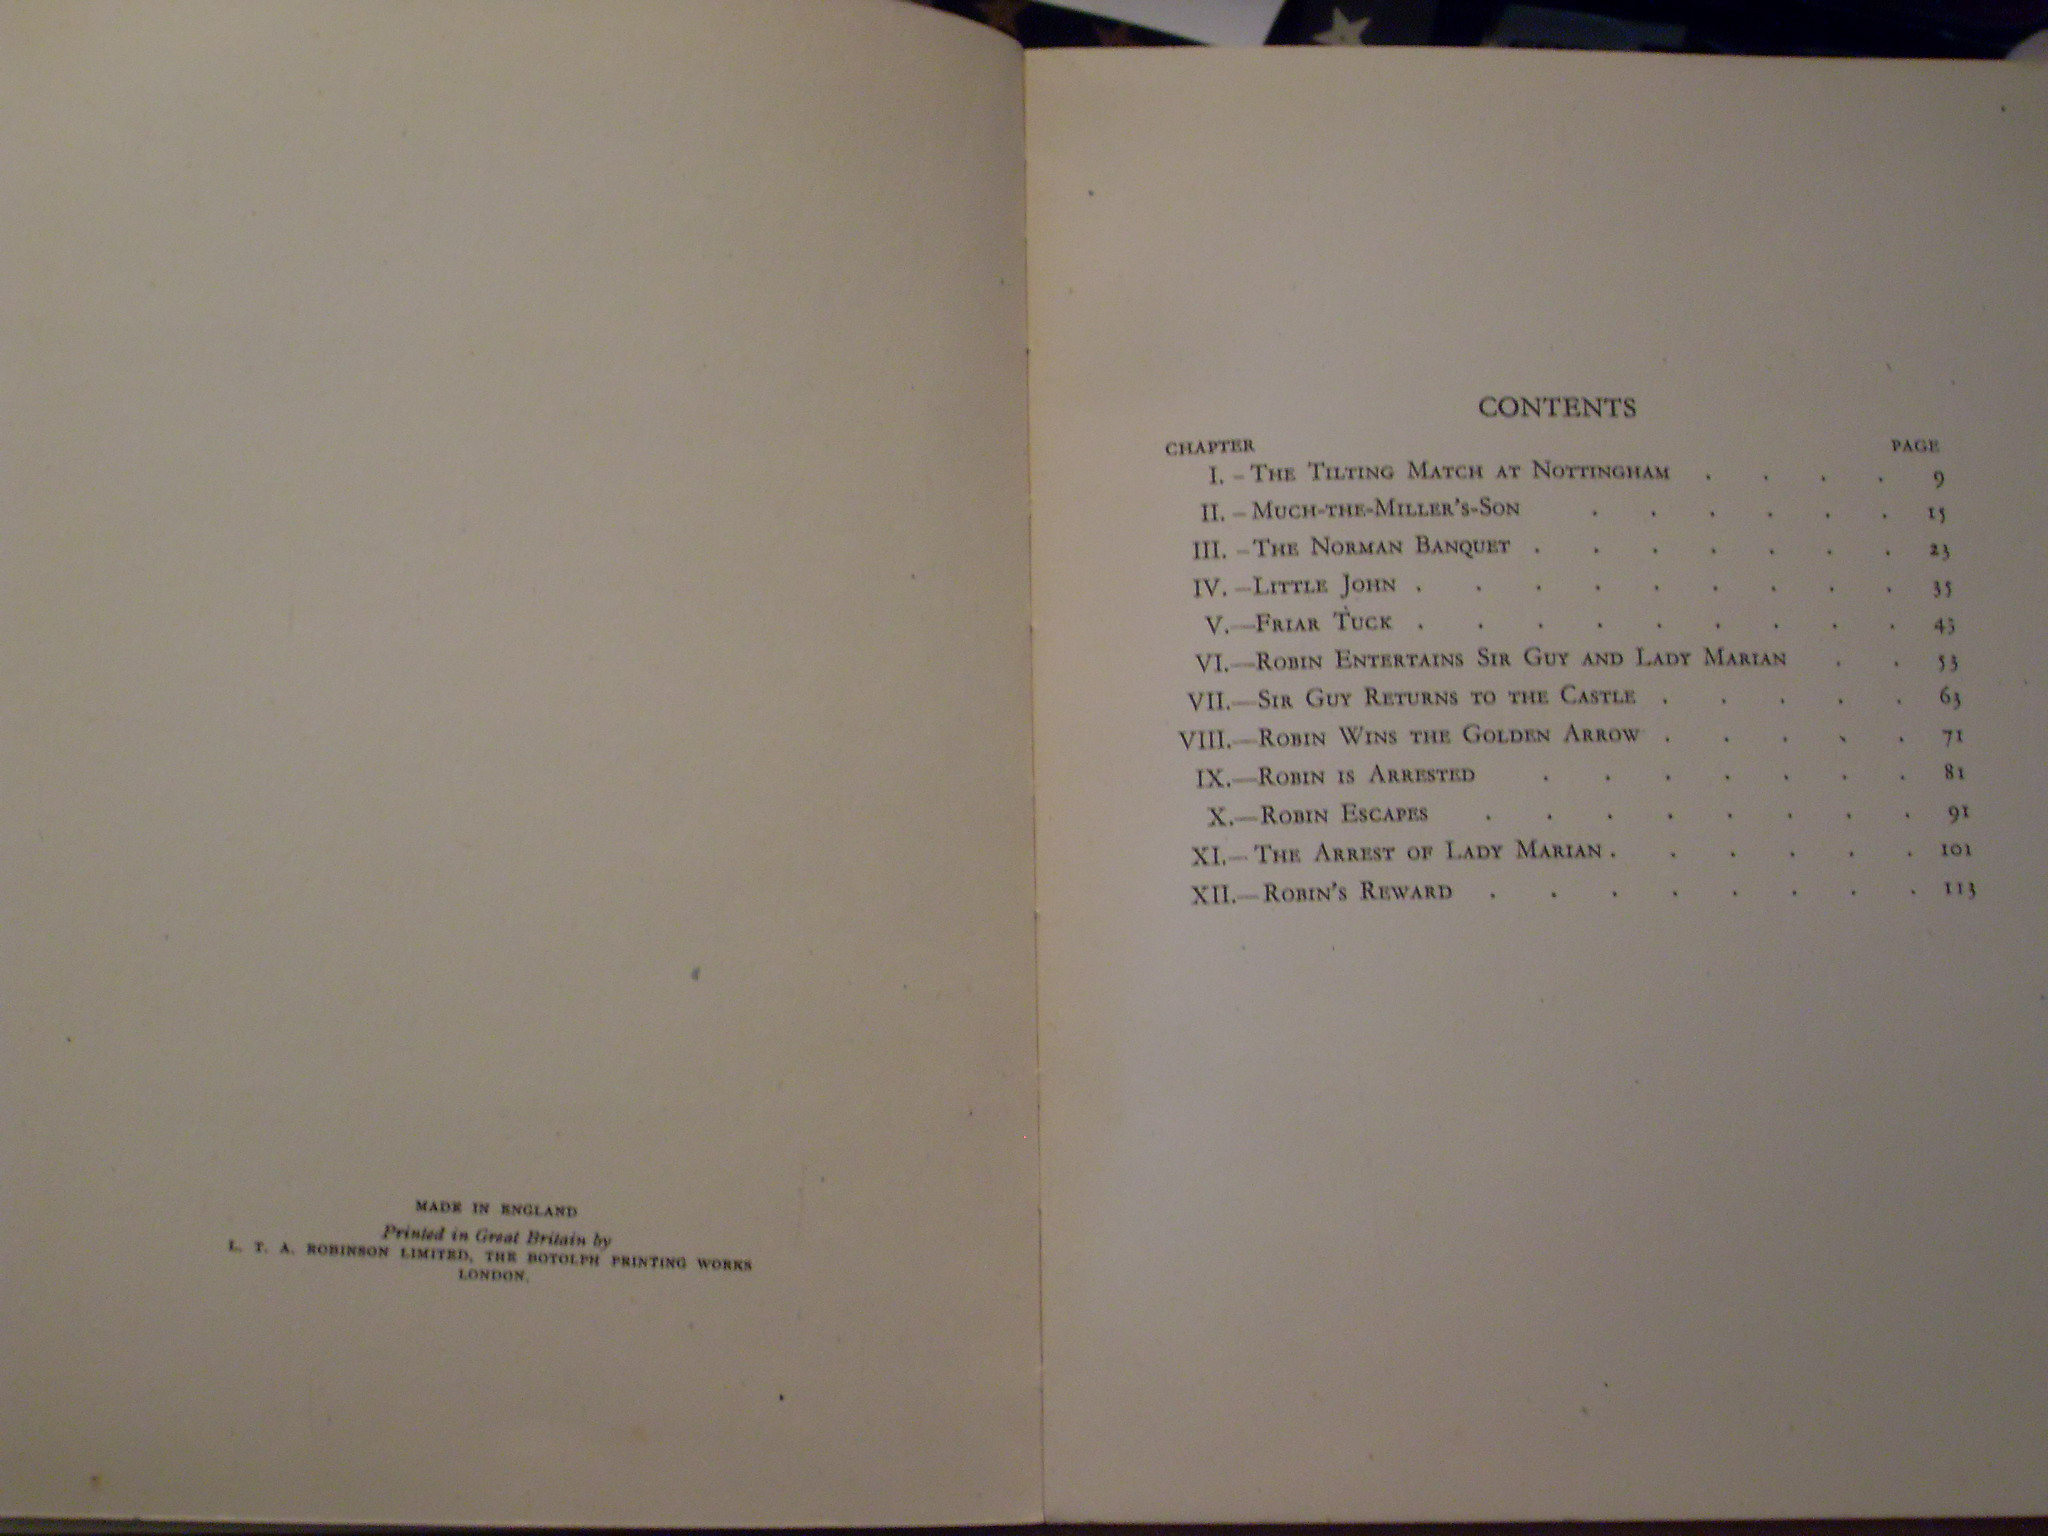 MADE IN ENGLAND
Printed in Great Britain by
L. T. A. ROBINSON LIMITED, THE BOTOLPH PRINTING WORKS
LONDON.
CONTENTS
CHAPTER PAGE
I.—THE TILTING MATCH AT NOTTINGHAM . . . . 9
II.—MUCH-THE-MILLER'S-SON . . . . . . 15
III.—THE NORMAN BANQUET . . . . . . . 23
IV.—LITTLE JOHN . . . . . . . . . 35
V.—FRIAR TUCK . . . . . . . . . 43
VI.—ROBIN ENTERTAINS SIR GUY AND LADY MARIAN . . 53
VII.—SIR GUY RETURNS TO THE CASTLE . . . . . 63
VIII.—ROBIN WINS THE GOLDEN ARROW . . . . . 71
IX.—ROBIN IS ARRESTED . . . . . . . 81
X.—ROBIN ESCAPES . . . . . . . . 91
XI.—THE ARREST OF LADY MARIAN . . . . . . 101
XII.—ROBIN'S REWARD . . . . . . . . 113